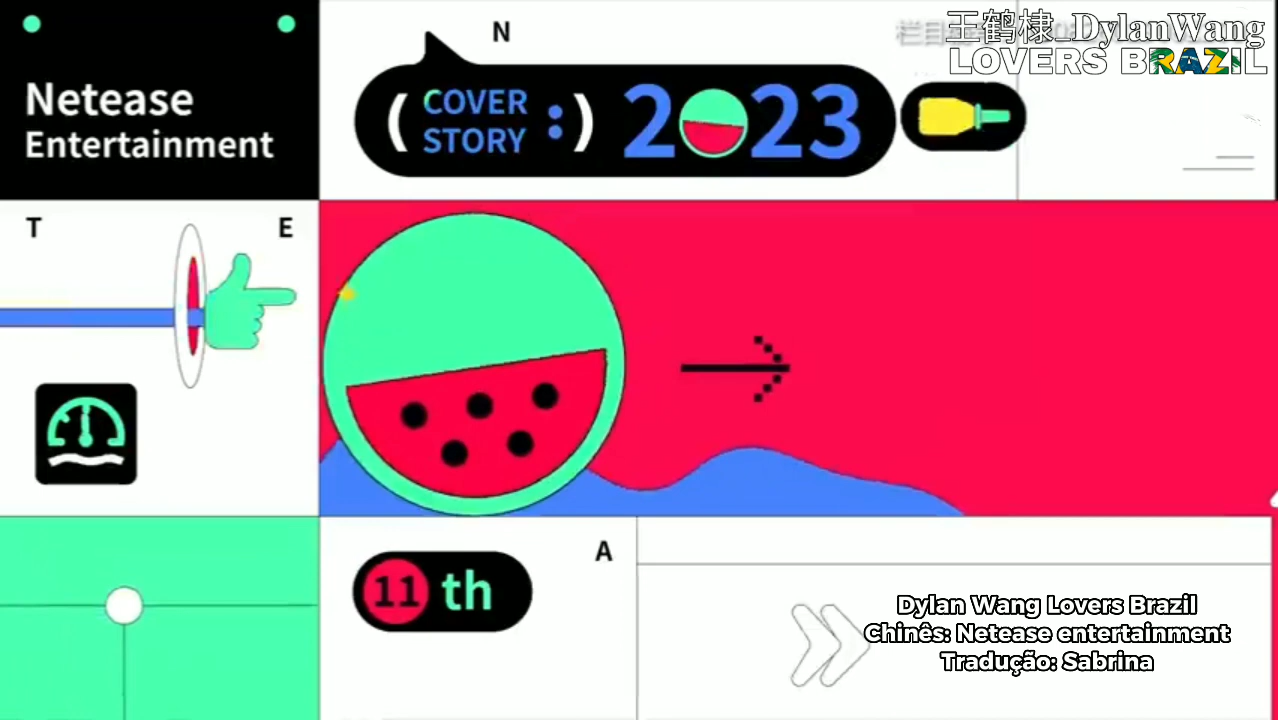 Netease
Entertainment
N
( COVER
STORY :) 2023
王鹤棣_DylanWang
LOVERS BRAZIL
T
E
11 th
A
Dylan Wang Lovers Brazil
Chinês: Netease entertainment
Tradução: Sabrina